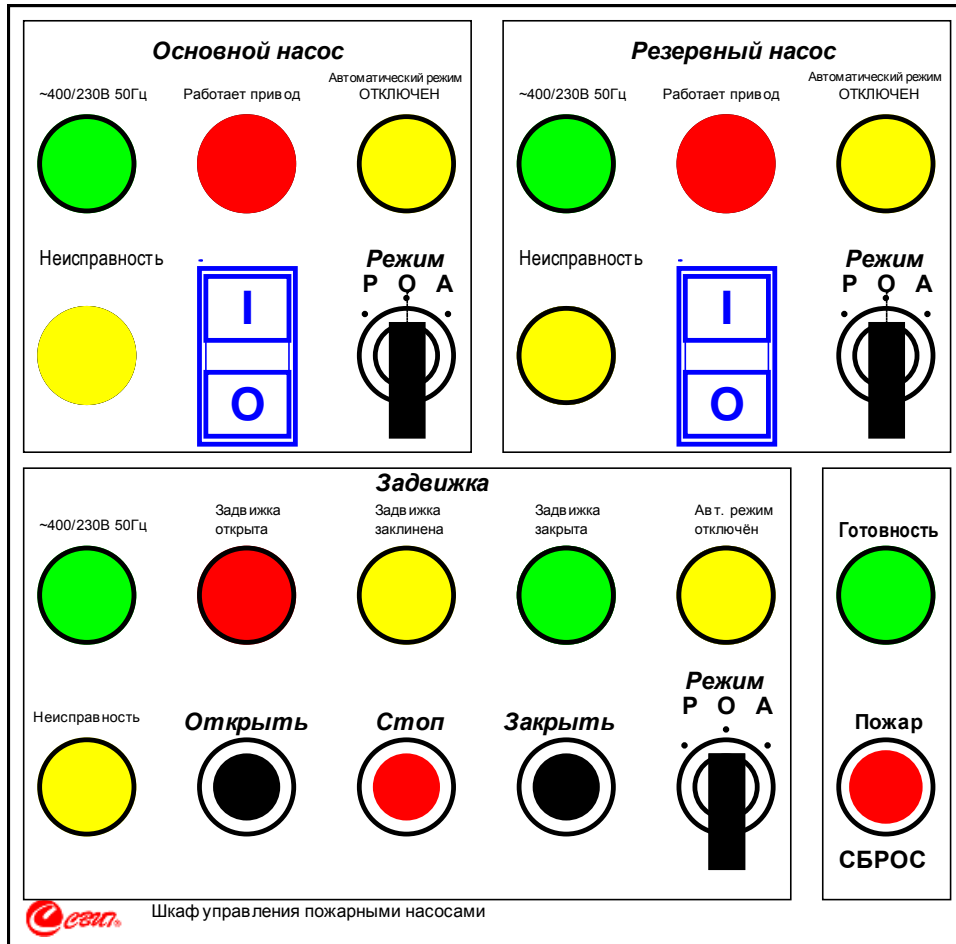 Основной насос
~400/230В 50Гц
Работает привод
Автоматический режим
ОТКЛЮЧЕН
Неисправность
I
O
Режим
Р О А
Резервный насос
~400/230В 50Гц
Работает привод
Автоматический режим
ОТКЛЮЧЕН
Неисправность
I
O
Режим
Р О А
Задвижка
~400/230В 50Гц
Задвижка
открыта
Задвижка
заклинена
Задвижка
закрыта
Авт. режим
отключён
Неисправность
Открыть
Стоп
Закрыть
Режим
Р О А
Готовность
Пожар
СБРОС
СВИТ
Шкаф управления пожарными насосами